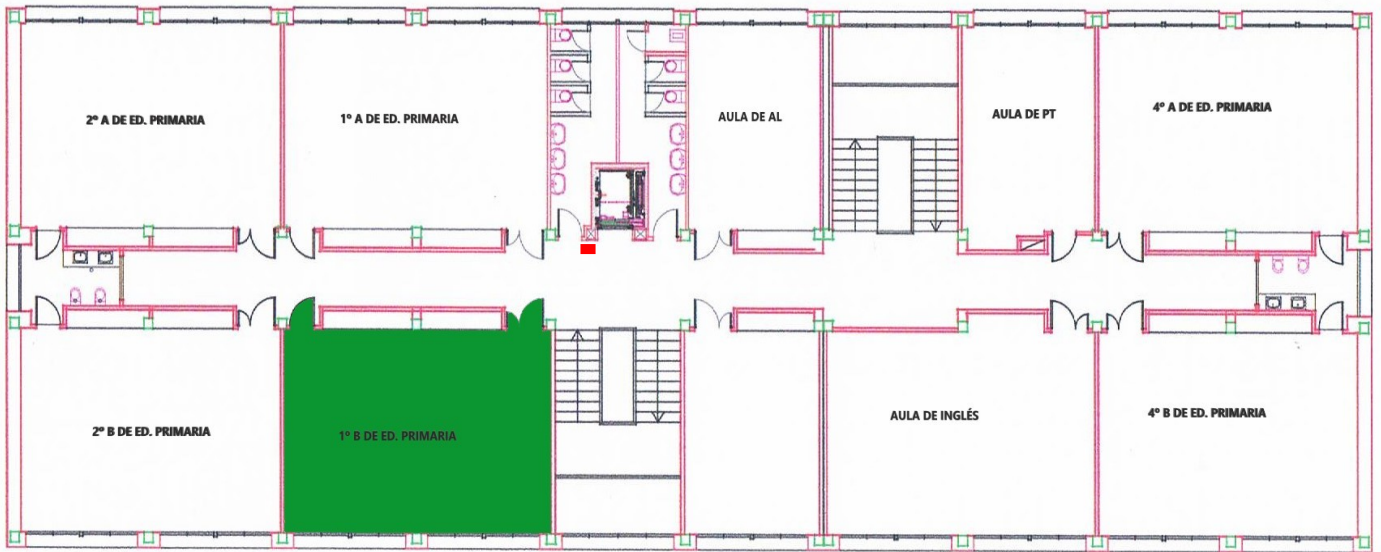 2º A DE ED. PRIMARIA
1º A DE ED. PRIMARIA
AULA DE AL
AULA DE PT
4º A DE ED. PRIMARIA
2º B DE ED. PRIMARIA
1º B DE ED. PRIMARIA
AULA DE INGLÉS
4º B DE ED. PRIMARIA